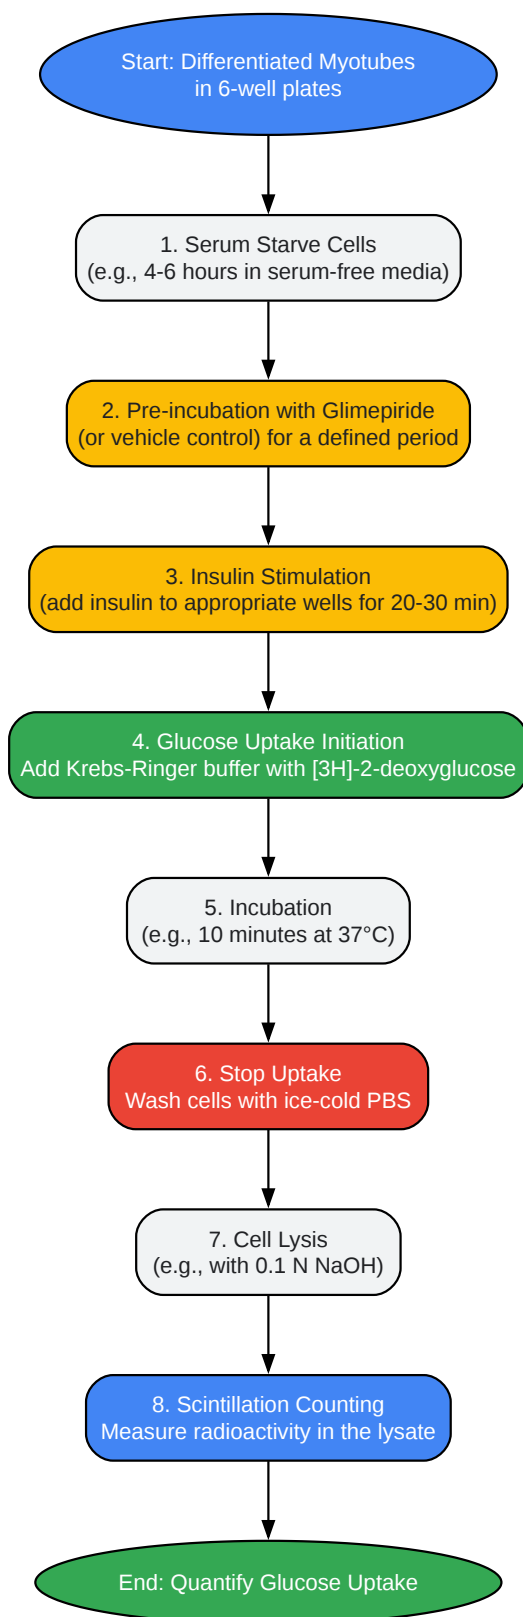 Start: Differentiated Myotubes
in 6-well plates
1. Serum Starve Cells
(e.g., 4-6 hours in serum-free media)
2. Pre-incubation with Glimepiride
(or vehicle control) for a defined period
3. Insulin Stimulation
(add insulin to appropriate wells for 20-30 min)
4. Glucose Uptake Initiation
Add Krebs-Ringer buffer with [3H]-2-deoxyglucose
5. Incubation
(e.g., 10 minutes at 37°C)
6. Stop Uptake
Wash cells with ice-cold PBS
7. Cell Lysis
(e.g., with 0.1 N NaOH)
8. Scintillation Counting
Measure radioactivity in the lysate
End: Quantify Glucose Uptake